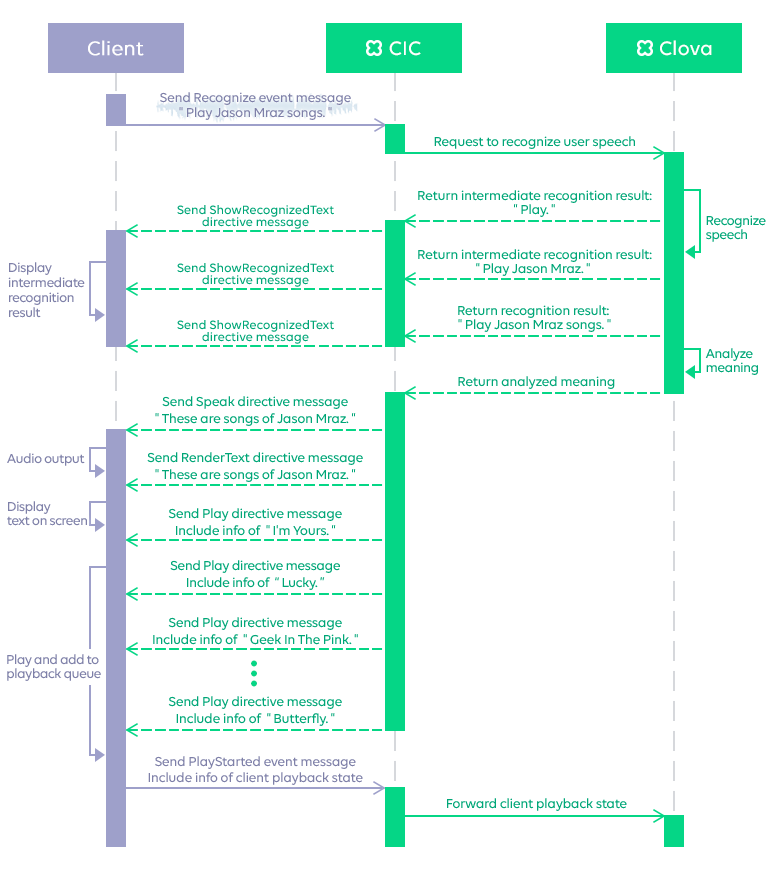 Client
CIC
Clova
Send Recognize event message
"Play Jason Mraz songs."
Request to recognize user speech
Return intermediate recognition result:
"Play."
Recognize
speech
Send ShowRecognizedText
directive message
Return intermediate recognition result:
"Play Jason Mraz."
Display
intermediate
recognition
result
Send ShowRecognizedText
directive message
Return recognition result:
"Play Jason Mraz songs."
Send ShowRecognizedText
directive message
Analyze
meaning
Return analyzed meaning
Send Speak directive message
"These are songs of Jason Mraz."
Audio output
Send RenderText directive message
"These are songs of Jason Mraz."
Display
text on screen
Send Play directive message
Include info of "I'm Yours."
Send Play directive message
Include info of "Lucky."
Send Play directive message
Include info of "Geek In The Pink."
Play and add to
playback queue
Send Play directive message
Include info of "Butterfly."
Send PlayStarted event message
Include info of client playback state
Forward client playback state